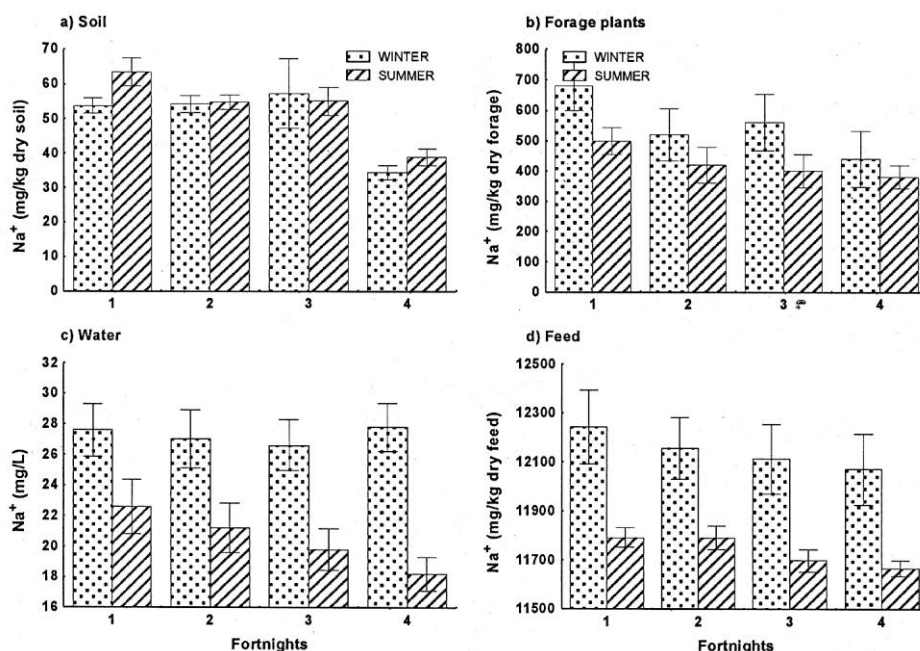 a) Soil
WINTER
SUMMER
Na+ (mg/kg dry soil)
70
60
50
40
30
20
10
0
1 2 3 4
b) Forage plants
WINTER
SUMMER
Na+ (mg/kg dry forage)
800
700
600
500
400
300
200
100
0
1 2 3 4
c) Water
Na+ (mg/L)
32
30
28
26
24
22
20
18
16
1 2 3 4
Fortnights
d) Feed
Na+ (mg/kg dry feed)
12500
12300
12100
11900
11700
11500
1 2 3 4
Fortnights